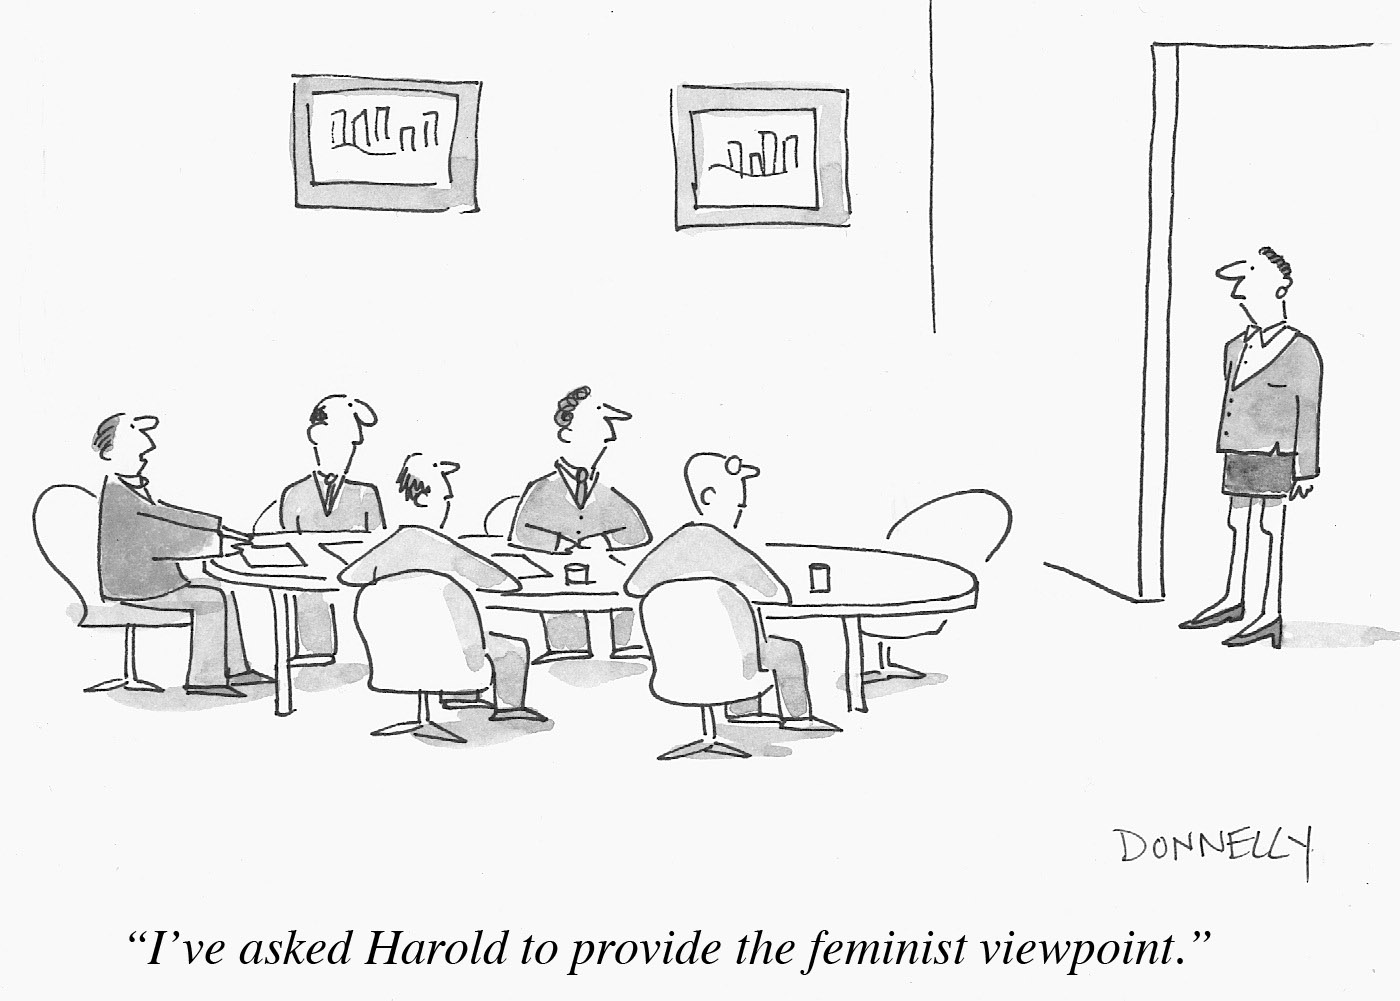 DONNELLY
“I’ve asked Harold to provide the feminist viewpoint.”